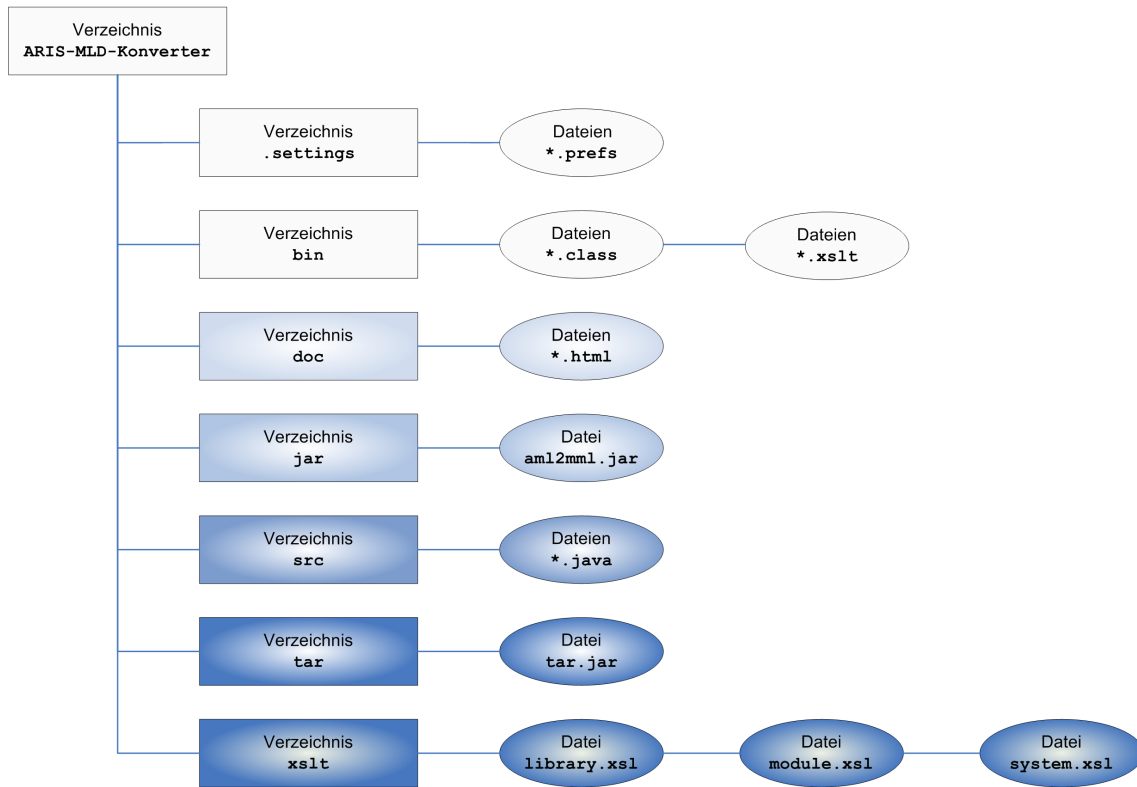 Verzeichnis
ARIS-MLD-Konverter
Verzeichnis
.settings
Dateien
*.prefs
Verzeichnis
bin
Dateien
*.class
Dateien
*.xslt
Verzeichnis
doc
Dateien
*.html
Verzeichnis
jar
Datei
aml2mml.jar
Verzeichnis
src
Dateien
*.java
Verzeichnis
tar
Datei
tar.jar
Verzeichnis
xslt
Datei
library.xsl
Datei
module.xsl
Datei
system.xsl